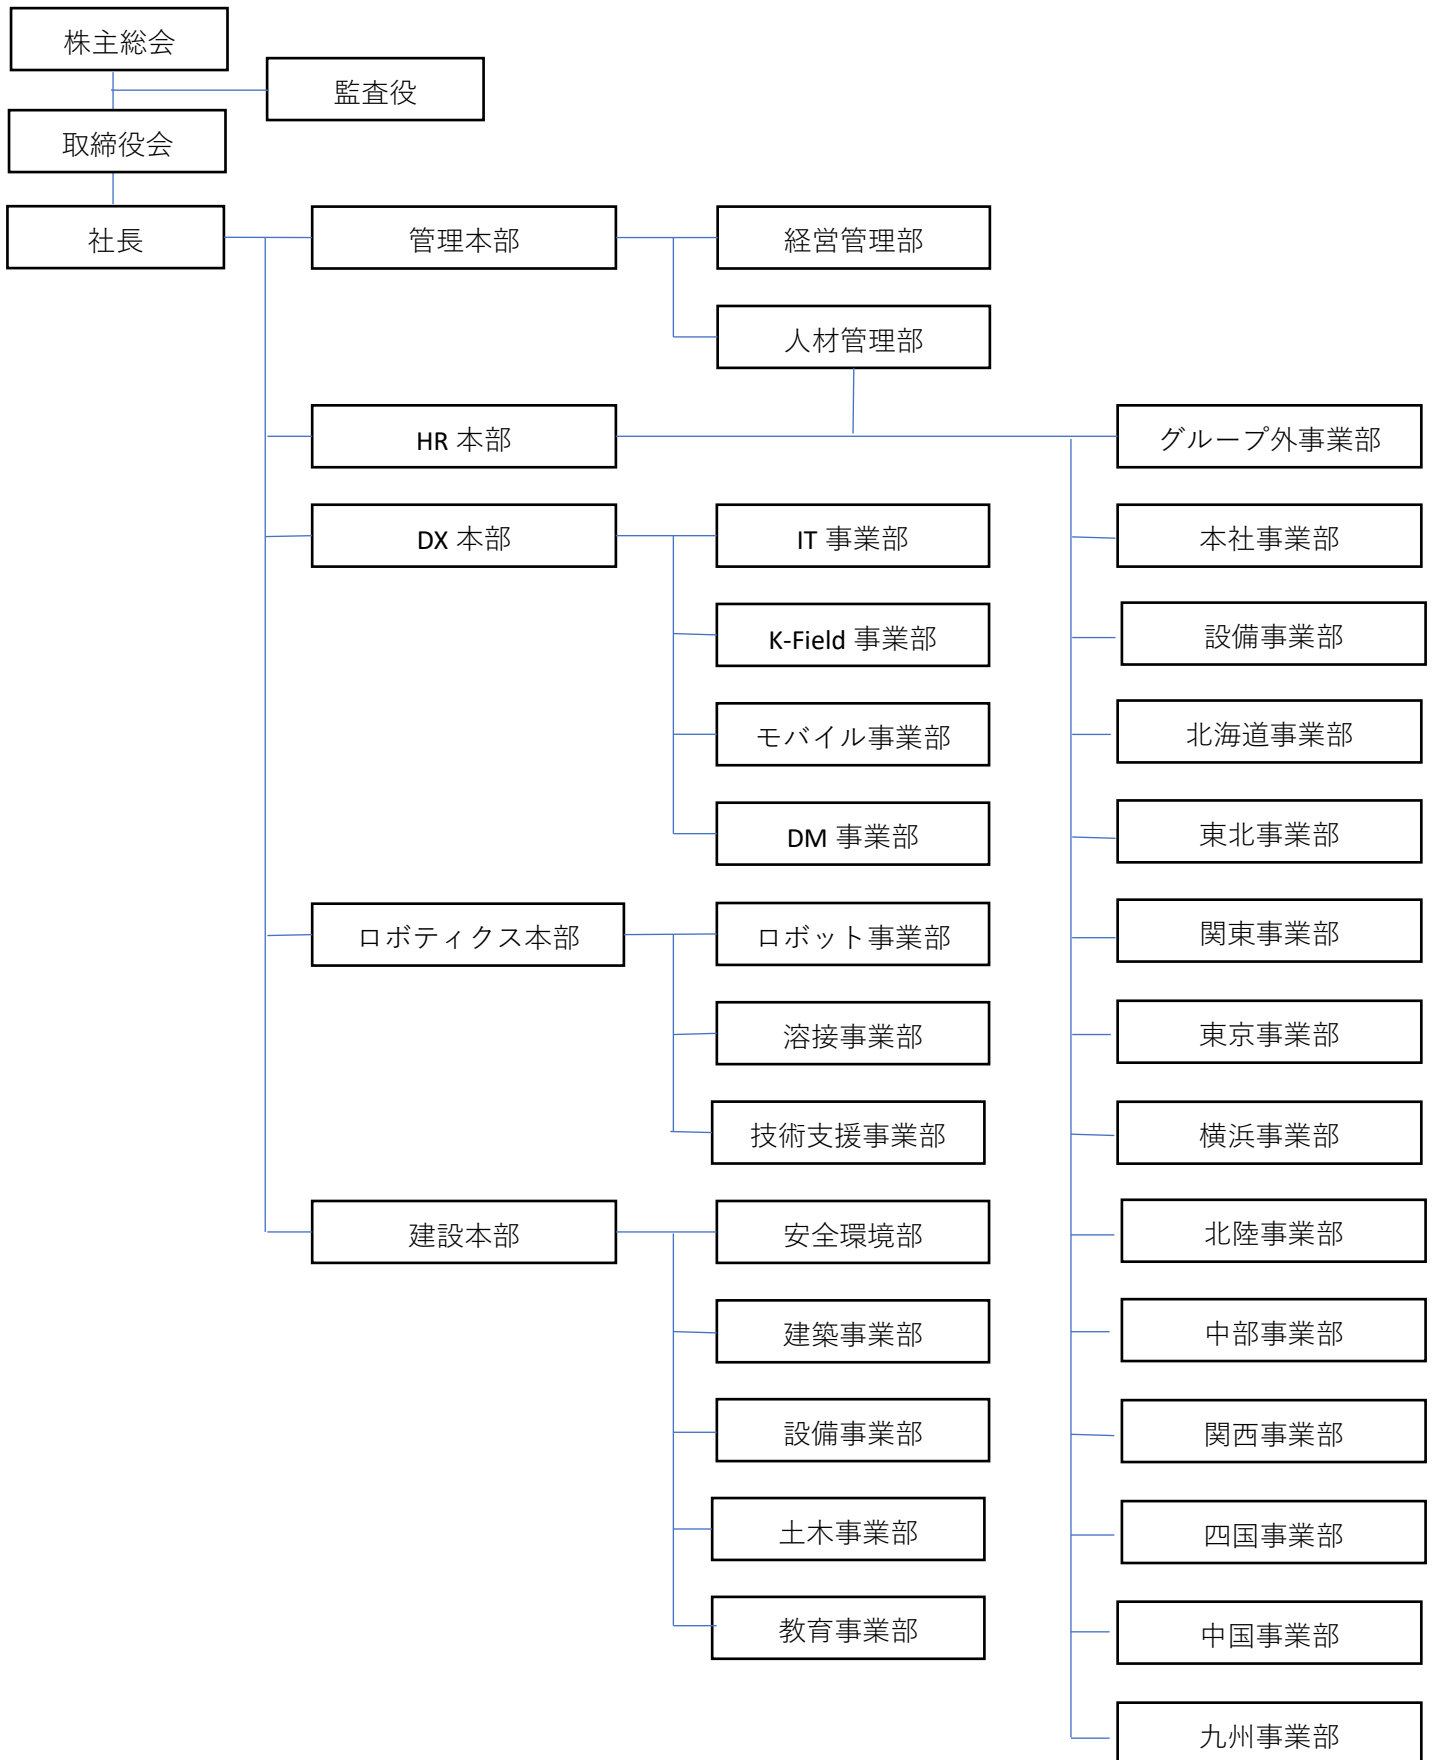 株主総会
監査役
取締役会
社長
管理本部
経営管理部
人材管理部
HR 本部
グループ外事業部
DX 本部
IT 事業部
本社事業部
K-Field 事業部
設備事業部
モバイル事業部
北海道事業部
DM 事業部
東北事業部
ロボティクス本部
ロボット事業部
関東事業部
溶接事業部
東京事業部
技術支援事業部
横浜事業部
建設本部
安全環境部
北陸事業部
建築事業部
中部事業部
設備事業部
関西事業部
土木事業部
四国事業部
教育事業部
中国事業部
九州事業部